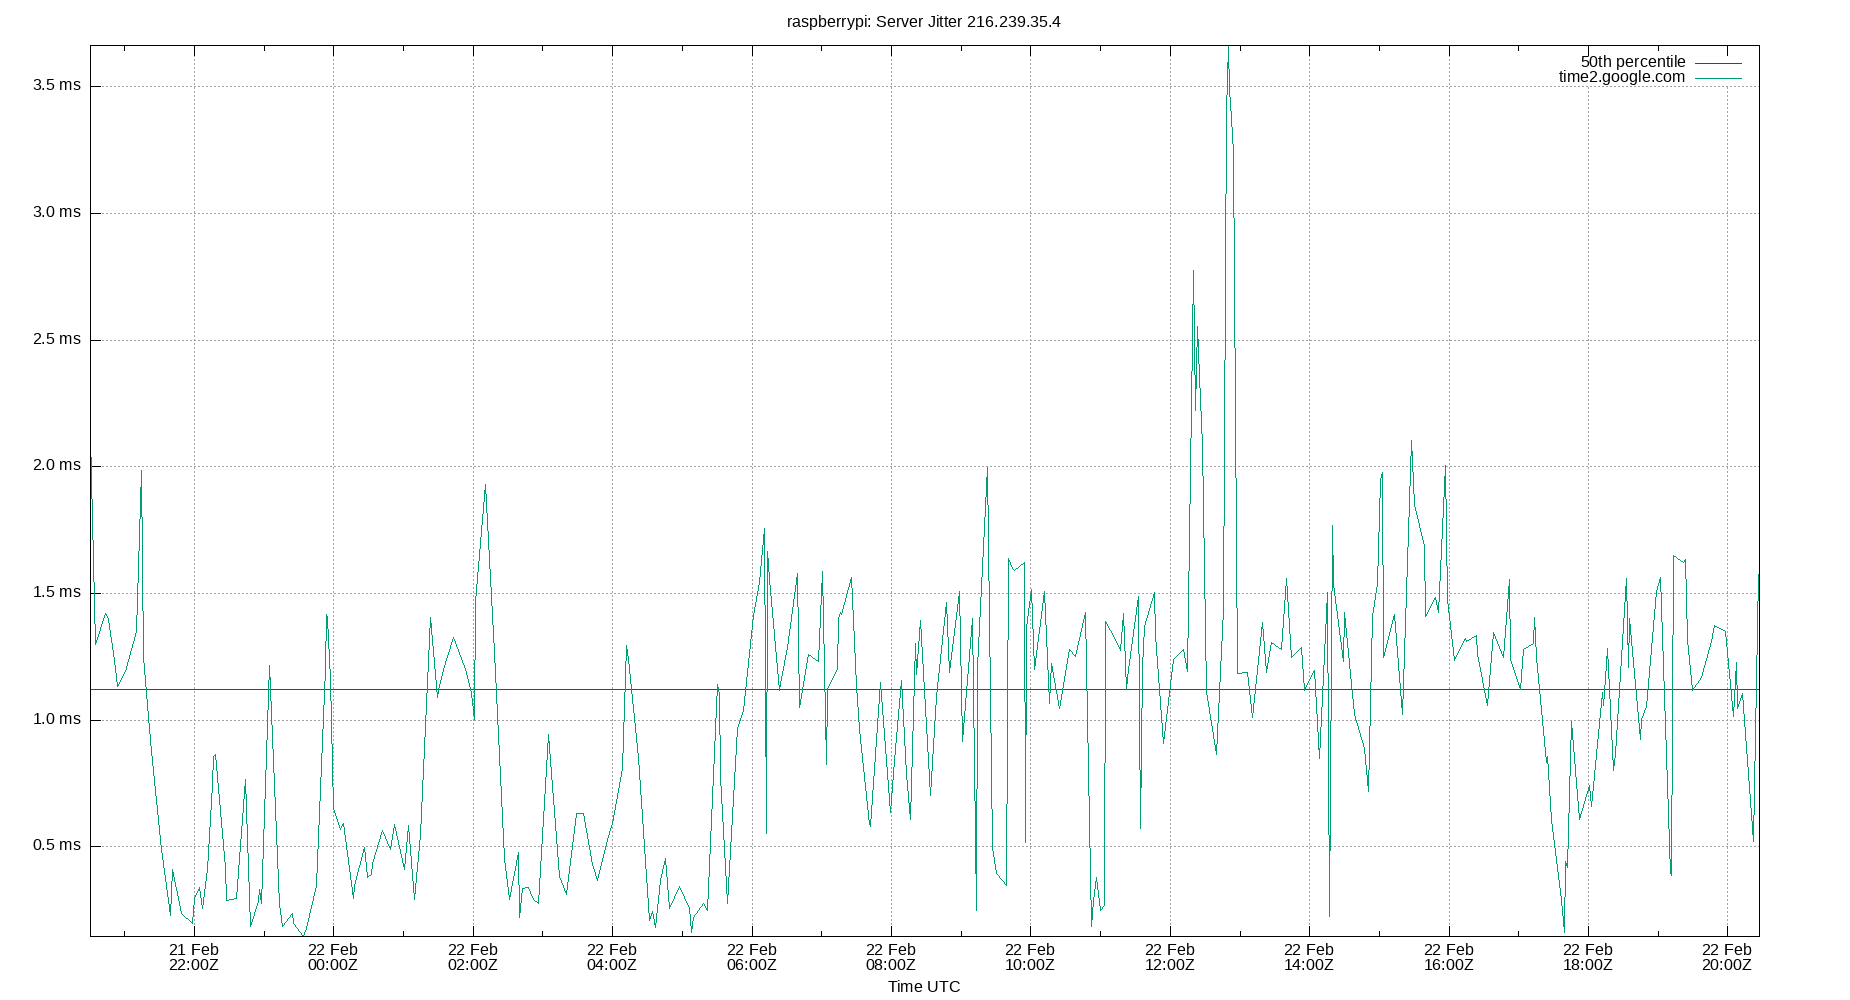 raspberrypi: Server Jitter 216.239.35.4
50th percentile
time2.google.com
3.5 ms
3.0 ms
2.5 ms
2.0 ms
1.5 ms
1.0 ms
0.5 ms
21 Feb 22 Feb 22 Feb 22 Feb 22 Feb 22 Feb 22 Feb 22 Feb 22 Feb 22 Feb 22 Feb 22 Feb
22:00Z 00:00Z 02:00Z 04:00Z 06:00Z 08:00Z 10:00Z 12:00Z 14:00Z 16:00Z 18:00Z 20:00Z
Time UTC